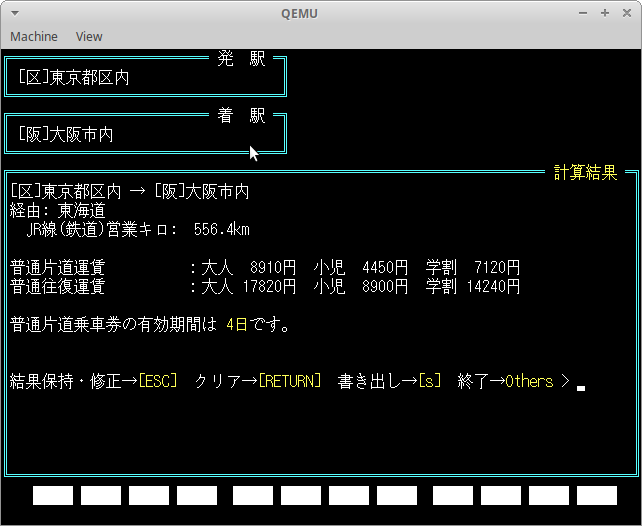 QEMU
Machine View
発 駅
[区]東京都区内
着 駅
[阪]大阪市内
計算結果
[区]東京都区内 → [阪]大阪市内
経由: 東海道
JR線(鉄道)営業キロ: 556.4km
普通片道運賃 :大人 8910円 小児 4450円 学割 7120円
普通往復運賃 :大人 17820円 小児 8900円 学割 14240円
普通片道乗車券の有効期間は 4日です。
結果保持・修正→[ESC] クリア→[RETURN] 書き出し→[s] 終了→Others >